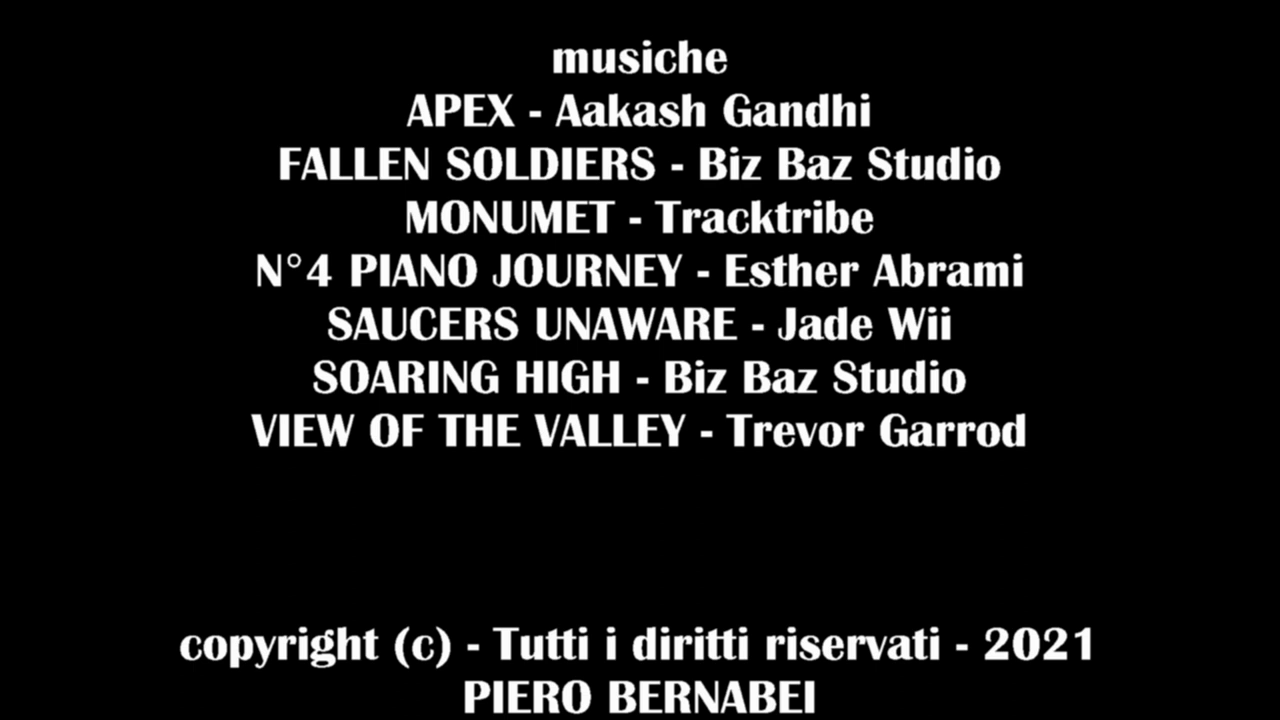 musiche
APEX - Aakash Gandhi
FALLEN SOLDIERS - Biz Baz Studio
MONUMET - Tracktribe
N°4 PIANO JOURNEY - Esther Abrami
SAUCERS UNAWARE - Jade Wii
SOARING HIGH - Biz Baz Studio
VIEW OF THE VALLEY - Trevor Garrod
copyright (c) - Tutti i diritti riservati - 2021
PIERO BERNABEI